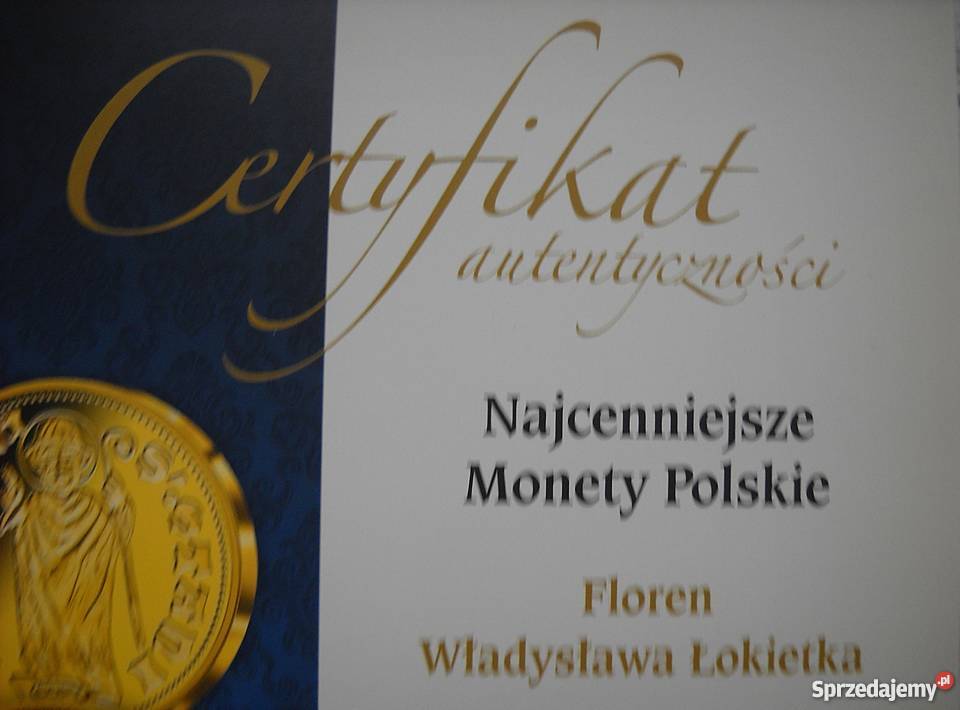 Certyfikat
autentyczności
Najcenniejsze
Monety Polskie
Floren
Władysława Łokietka
Sprzedajemy.pl